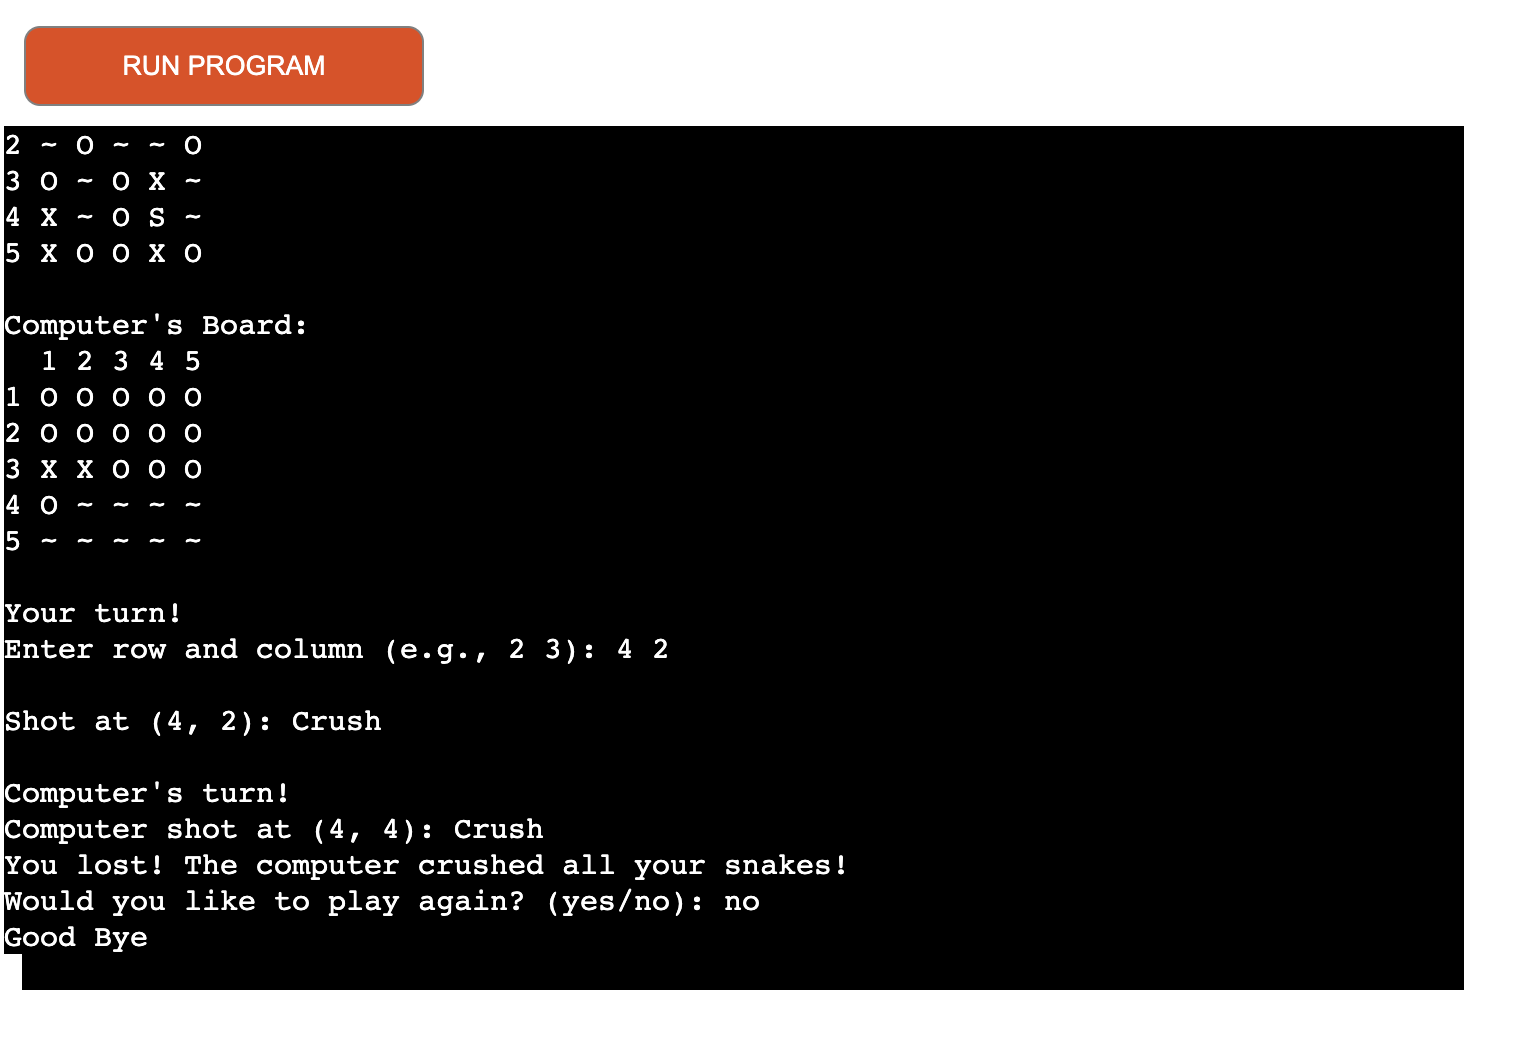 RUN PROGRAM
2 ~ O ~ ~ O
3 O ~ O X ~
4 X ~ O S ~
5 X O O X O
Computer's Board:
  1 2 3 4 5
1 O O O O O
2 O O O O O
3 X X O O O
4 O ~ ~ ~ ~
5 ~ ~ ~ ~ ~
Your turn!
Enter row and column (e.g., 2 3): 4 2
Shot at (4, 2): Crush
Computer's turn!
Computer shot at (4, 4): Crush
You lost! The computer crushed all your snakes!
Would you like to play again? (yes/no): no
Good Bye